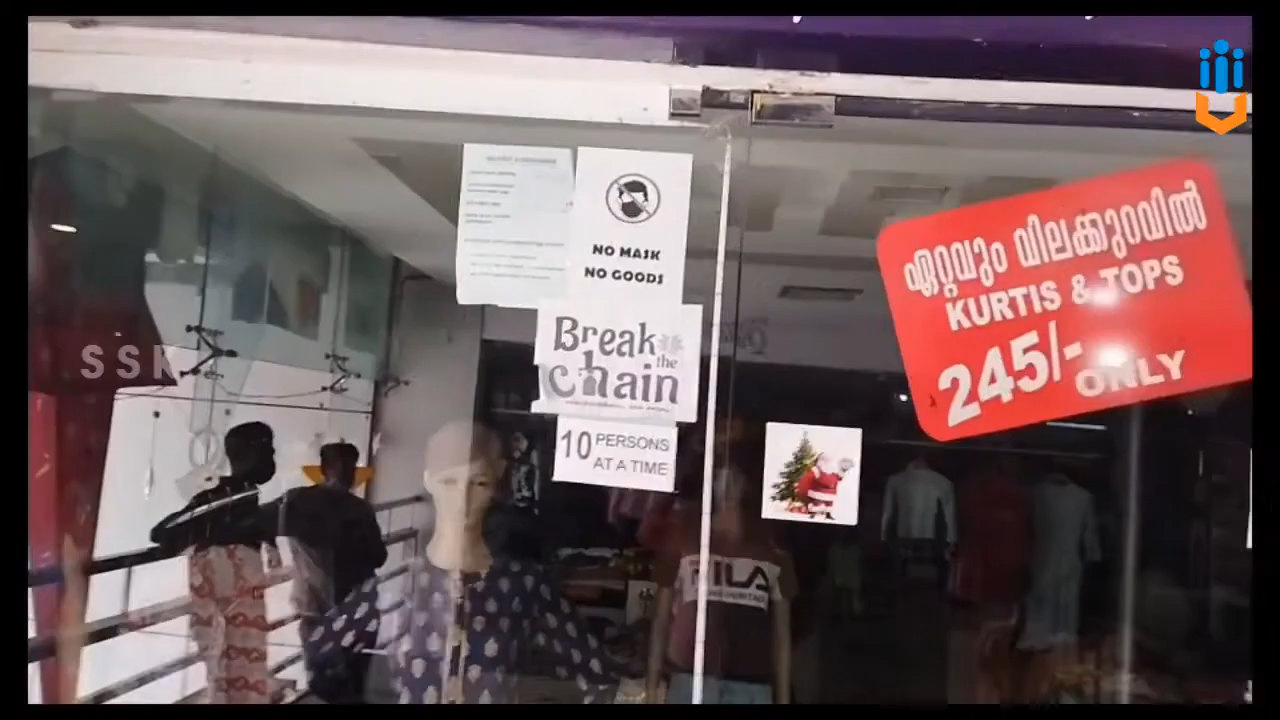 NO MASK
NO GOODS
Break
the
Chain
10 PERSONS
AT A TIME
ഏറ്റവും വിലക്കുറവിൽ
KURTIS & TOPS
245/-
ONLY
SSK
FILA